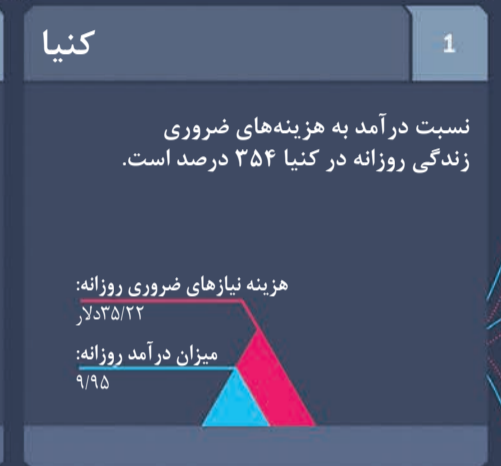 کنیا
1
نسبت درآمد به هزینه‌های ضروری
زندگی روزانه در کنیا ۳۵۴ درصد است.
هزینه نیازهای ضروری روزانه:
۳۵/۲۲دلار
میزان درآمد روزانه:
۹/۹۵